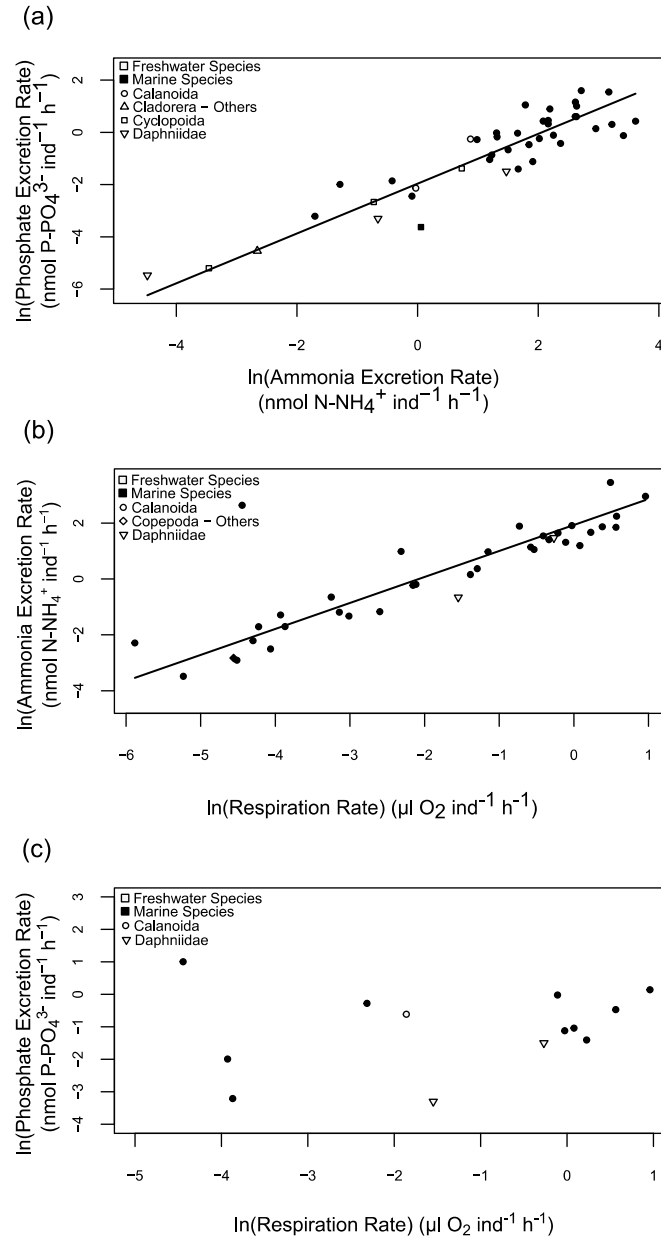 (a)
Freshwater Species
Marine Species
Calanoida
Cladorera − Others
Cyclopoida
Daphniidae
2
0
−2
−4
−6
ln(Phosphate Excretion Rate)
(nmol P-PO₄³⁻ ind⁻¹ h⁻¹)
−4 −2 0 2 4
ln(Ammonia Excretion Rate)
(nmol N-NH₄⁺ ind⁻¹ h⁻¹)
(b)
Freshwater Species
Marine Species
Calanoida
Copepoda − Others
Daphniidae
2
0
−2
−4
ln(Ammonia Excretion Rate)
(nmol N-NH₄⁺ ind⁻¹ h⁻¹)
−6 −5 −4 −3 −2 −1 0 1
ln(Respiration Rate) (µl O₂ ind⁻¹ h⁻¹)
(c)
Freshwater Species
Marine Species
Calanoida
Daphniidae
3
2
1
0
−1
−2
−3
−4
ln(Phosphate Excretion Rate)
(nmol P-PO₄³⁻ ind⁻¹ h⁻¹)
−5 −4 −3 −2 −1 0 1
ln(Respiration Rate) (µl O₂ ind⁻¹ h⁻¹)